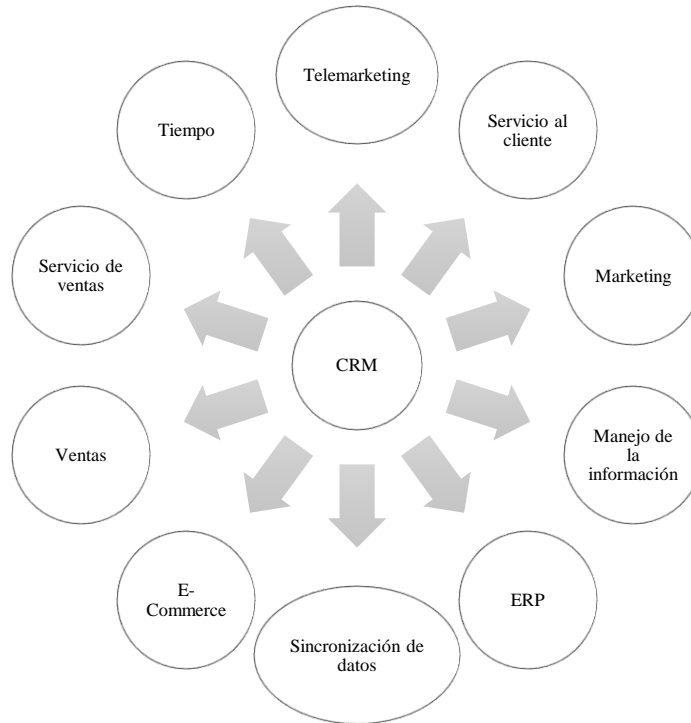 Telemarketing
Servicio al
cliente
Marketing
Manejo de
la
información
ERP
Sincronización de
datos
E-
Commerce
Ventas
Servicio de
ventas
Tiempo
CRM